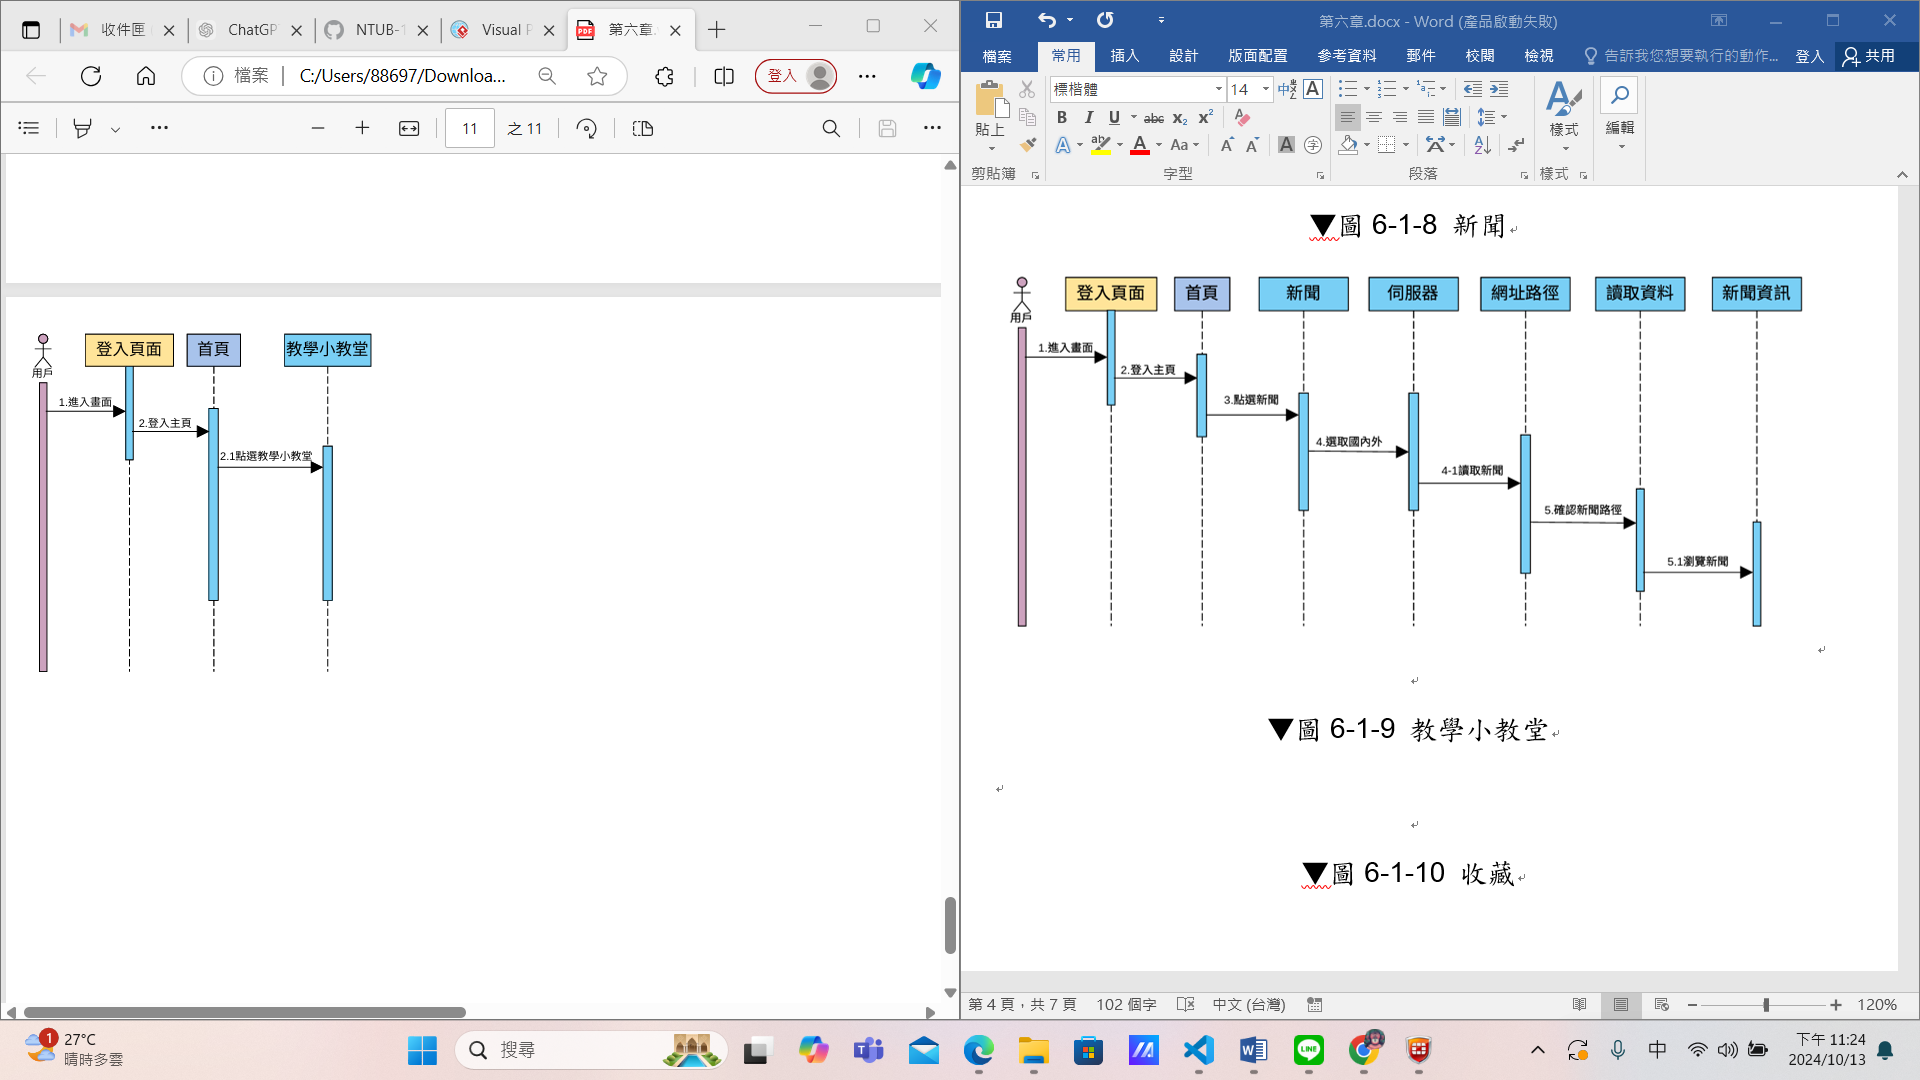 收件匣
ChatGP
NTUB-1
Visual P
第六章.
檔案
C:/Users/88697/Downloa...
登入
11
之 11
登入頁面
首頁
教學小教堂
用戶
1.進入畫面
2.登入主頁
2.1點選教學小教堂
第六章.docx - Word (產品啟動失敗)
檔案
常用
插入
設計
版面配置
參考資料
郵件
校閱
檢視
告訴我您想要執行的動作...
登入
共用
貼上
標楷體
14
B I U abc x₂ x²
Aa
樣式
編輯
剪貼簿
字型
段落
樣式
▼圖 6-1-8 新聞
登入頁面
首頁
新聞
伺服器
網址路徑
讀取資料
新聞資訊
用戶
1.進入畫面
2.登入主頁
3.點選新聞
4.選取國內外
4-1讀取新聞
5.確認新聞路徑
5.1瀏覽新聞
▼圖 6-1-9 教學小教堂
▼圖 6-1-10 收藏
第 4 頁，共 7 頁
102 個字
中文 (台灣)
120%
1
27°C
晴時多雲
搜尋
中
下午 11:24
2024/10/13